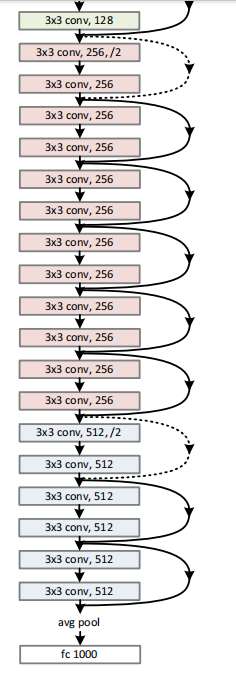 3x3 conv, 128
3x3 conv, 256, /2
3x3 conv, 256
3x3 conv, 256
3x3 conv, 256
3x3 conv, 256
3x3 conv, 256
3x3 conv, 256
3x3 conv, 256
3x3 conv, 256
3x3 conv, 256
3x3 conv, 256
3x3 conv, 256
3x3 conv, 512, /2
3x3 conv, 512
3x3 conv, 512
3x3 conv, 512
3x3 conv, 512
3x3 conv, 512
avg pool
fc 1000